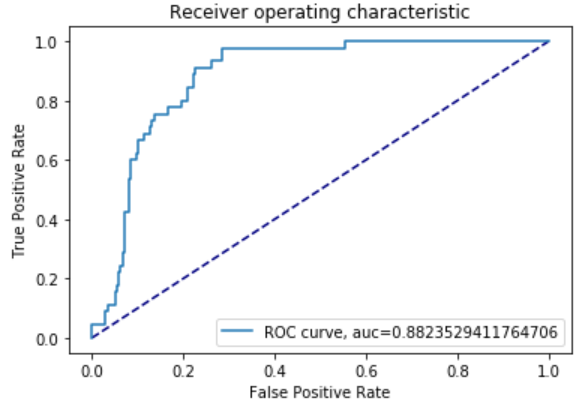 Receiver operating characteristic
1.0
0.8
0.6
0.4
0.2
0.0
True Positive Rate
ROC curve, auc=0.8823529411764706
0.0 0.2 0.4 0.6 0.8 1.0
False Positive Rate